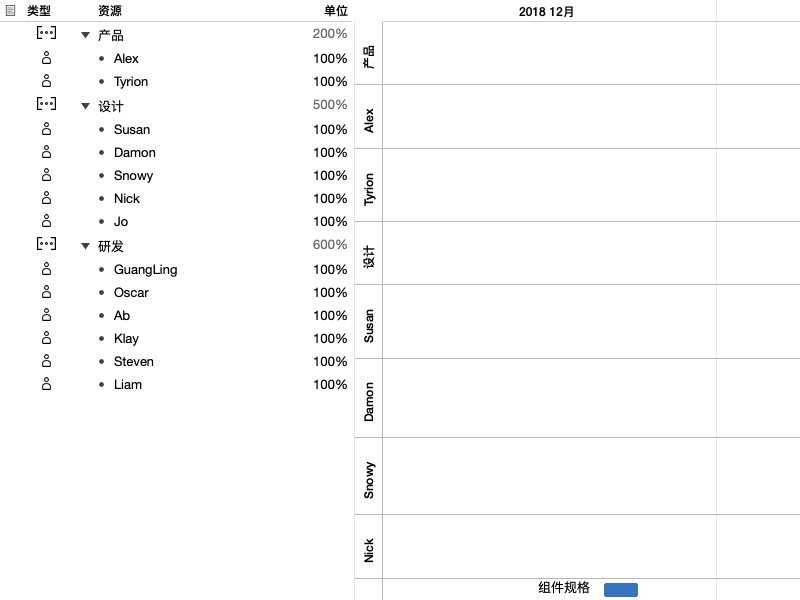 类型 资源 单位
产品 200%
Alex 100%
Tyrion 100%
设计 500%
Susan 100%
Damon 100%
Snowy 100%
Nick 100%
Jo 100%
研发 600%
GuangLing 100%
Oscar 100%
Ab 100%
Klay 100%
Steven 100%
Liam 100%
2018 12月
产品
Alex
Tyrion
设计
Susan
Damon
Snowy
Nick
组件规格